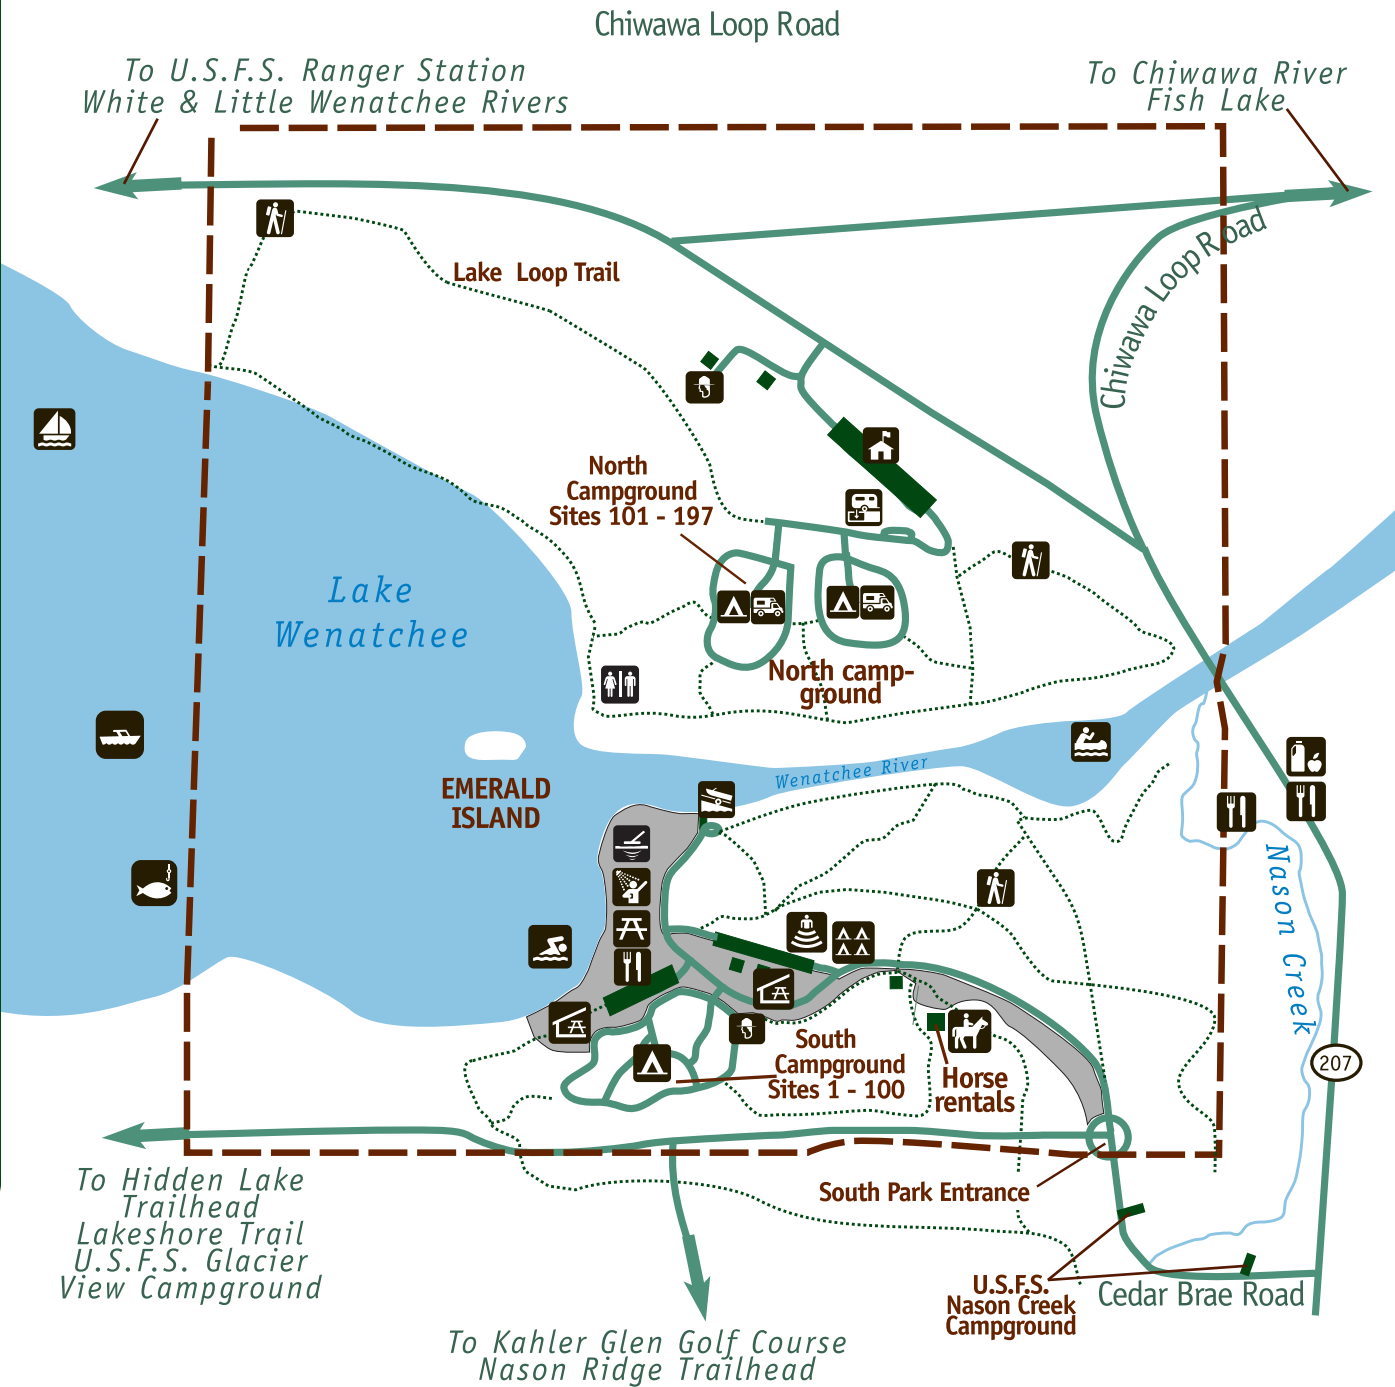 Chiwawa Loop Road
To U.S.F.S. Ranger Station
White & Little Wenatchee Rivers
To Chiwawa River
Fish Lake
Chiwawa Loop Road
Lake Loop Trail
North
Campground
Sites 101 - 197
Lake
Wenatchee
North camp-
ground
EMERALD
ISLAND
Wenatchee River
Nason Creek
South
Campground
Sites 1 - 100
Horse
rentals
207
To Hidden Lake
Trailhead
Lakeshore Trail
U.S.F.S. Glacier
View Campground
South Park Entrance
U.S.F.S.
Nason Creek
Campground
Cedar Brae Road
To Kahler Glen Golf Course
Nason Ridge Trailhead